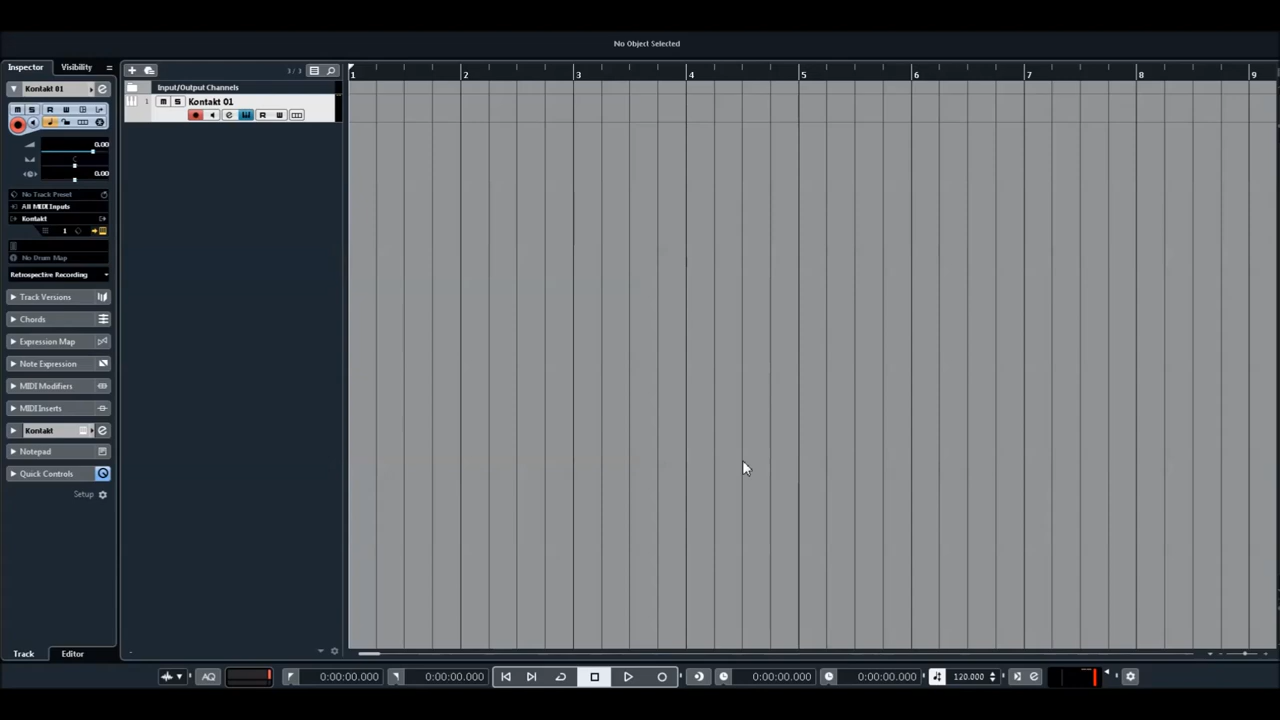 No Object Selected
Inspector Visibility
Kontakt 01
M S R W
0.00
C
0.00
No Track Preset
All MIDI Inputs
Kontakt
1
No Drum Map
Retrospective Recording
Track Versions
Chords
Expression Map
Note Expression
MIDI Modifiers
MIDI Inserts
Kontakt
Notepad
Quick Controls
Setup
Track Editor
Input/Output Channels
1 M S Kontakt 01
R W
1 2 3 4 5 6 7 8 9
AQ 0:00:00.000 0:00:00.000 0:00:00.000 0:00:00.000 120.000